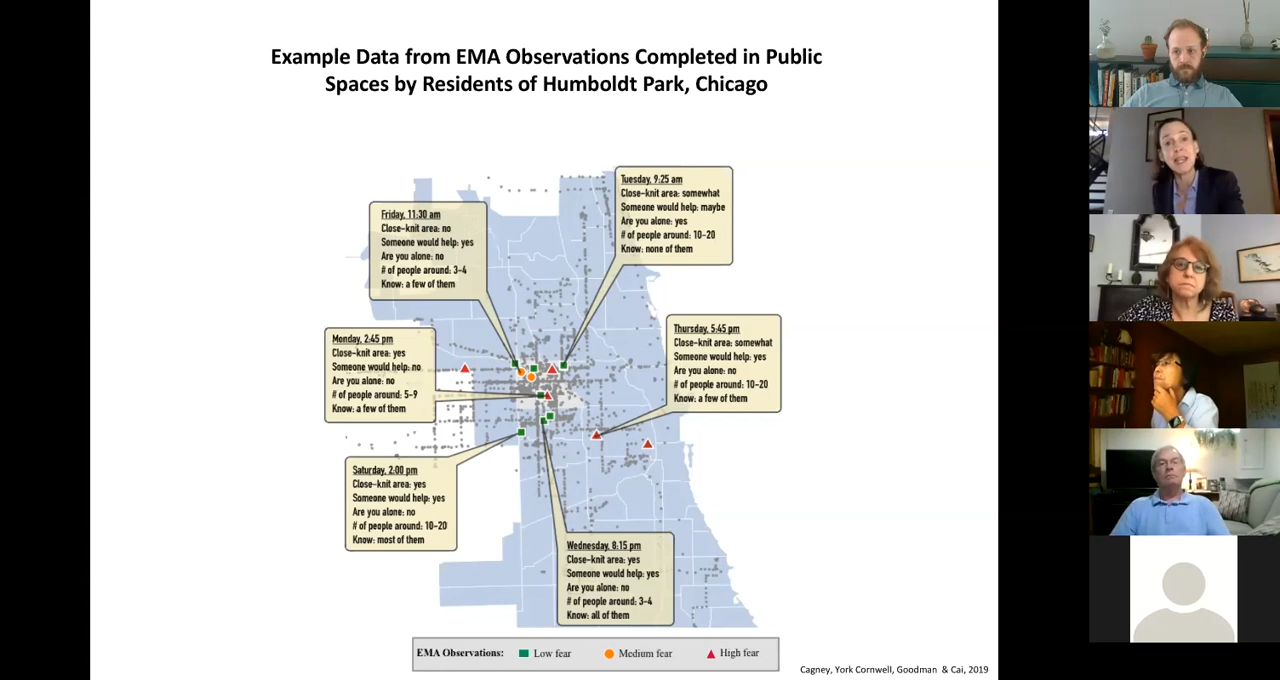 Example Data from EMA Observations Completed in Public
Spaces by Residents of Humboldt Park, Chicago
Tuesday, 9:25 am
Close-knit area: somewhat
Someone would help: maybe
Are you alone: yes
# of people around: 10-20
Know: none of them
Friday, 11:30 am
Close-knit area: no
Someone would help: yes
Are you alone: no
# of people around: 3-4
Know: a few of them
Monday, 2:45 pm
Close-knit area: yes
Someone would help: no
Are you alone: no
# of people around: 5-9
Know: a few of them
Thursday, 5:45 pm
Close-knit area: somewhat
Someone would help: yes
Are you alone: no
# of people around: 10-20
Know: a few of them
Saturday, 2:00 pm
Close-knit area: yes
Someone would help: yes
Are you alone: no
# of people around: 10-20
Know: most of them
Wednesday, 8:15 pm
Close-knit area: yes
Someone would help: yes
Are you alone: no
# of people around: 3-4
Know: all of them
EMA Observations: Low fear Medium fear High fear
Cagney, York Cornwell, Goodman & Cai, 2019